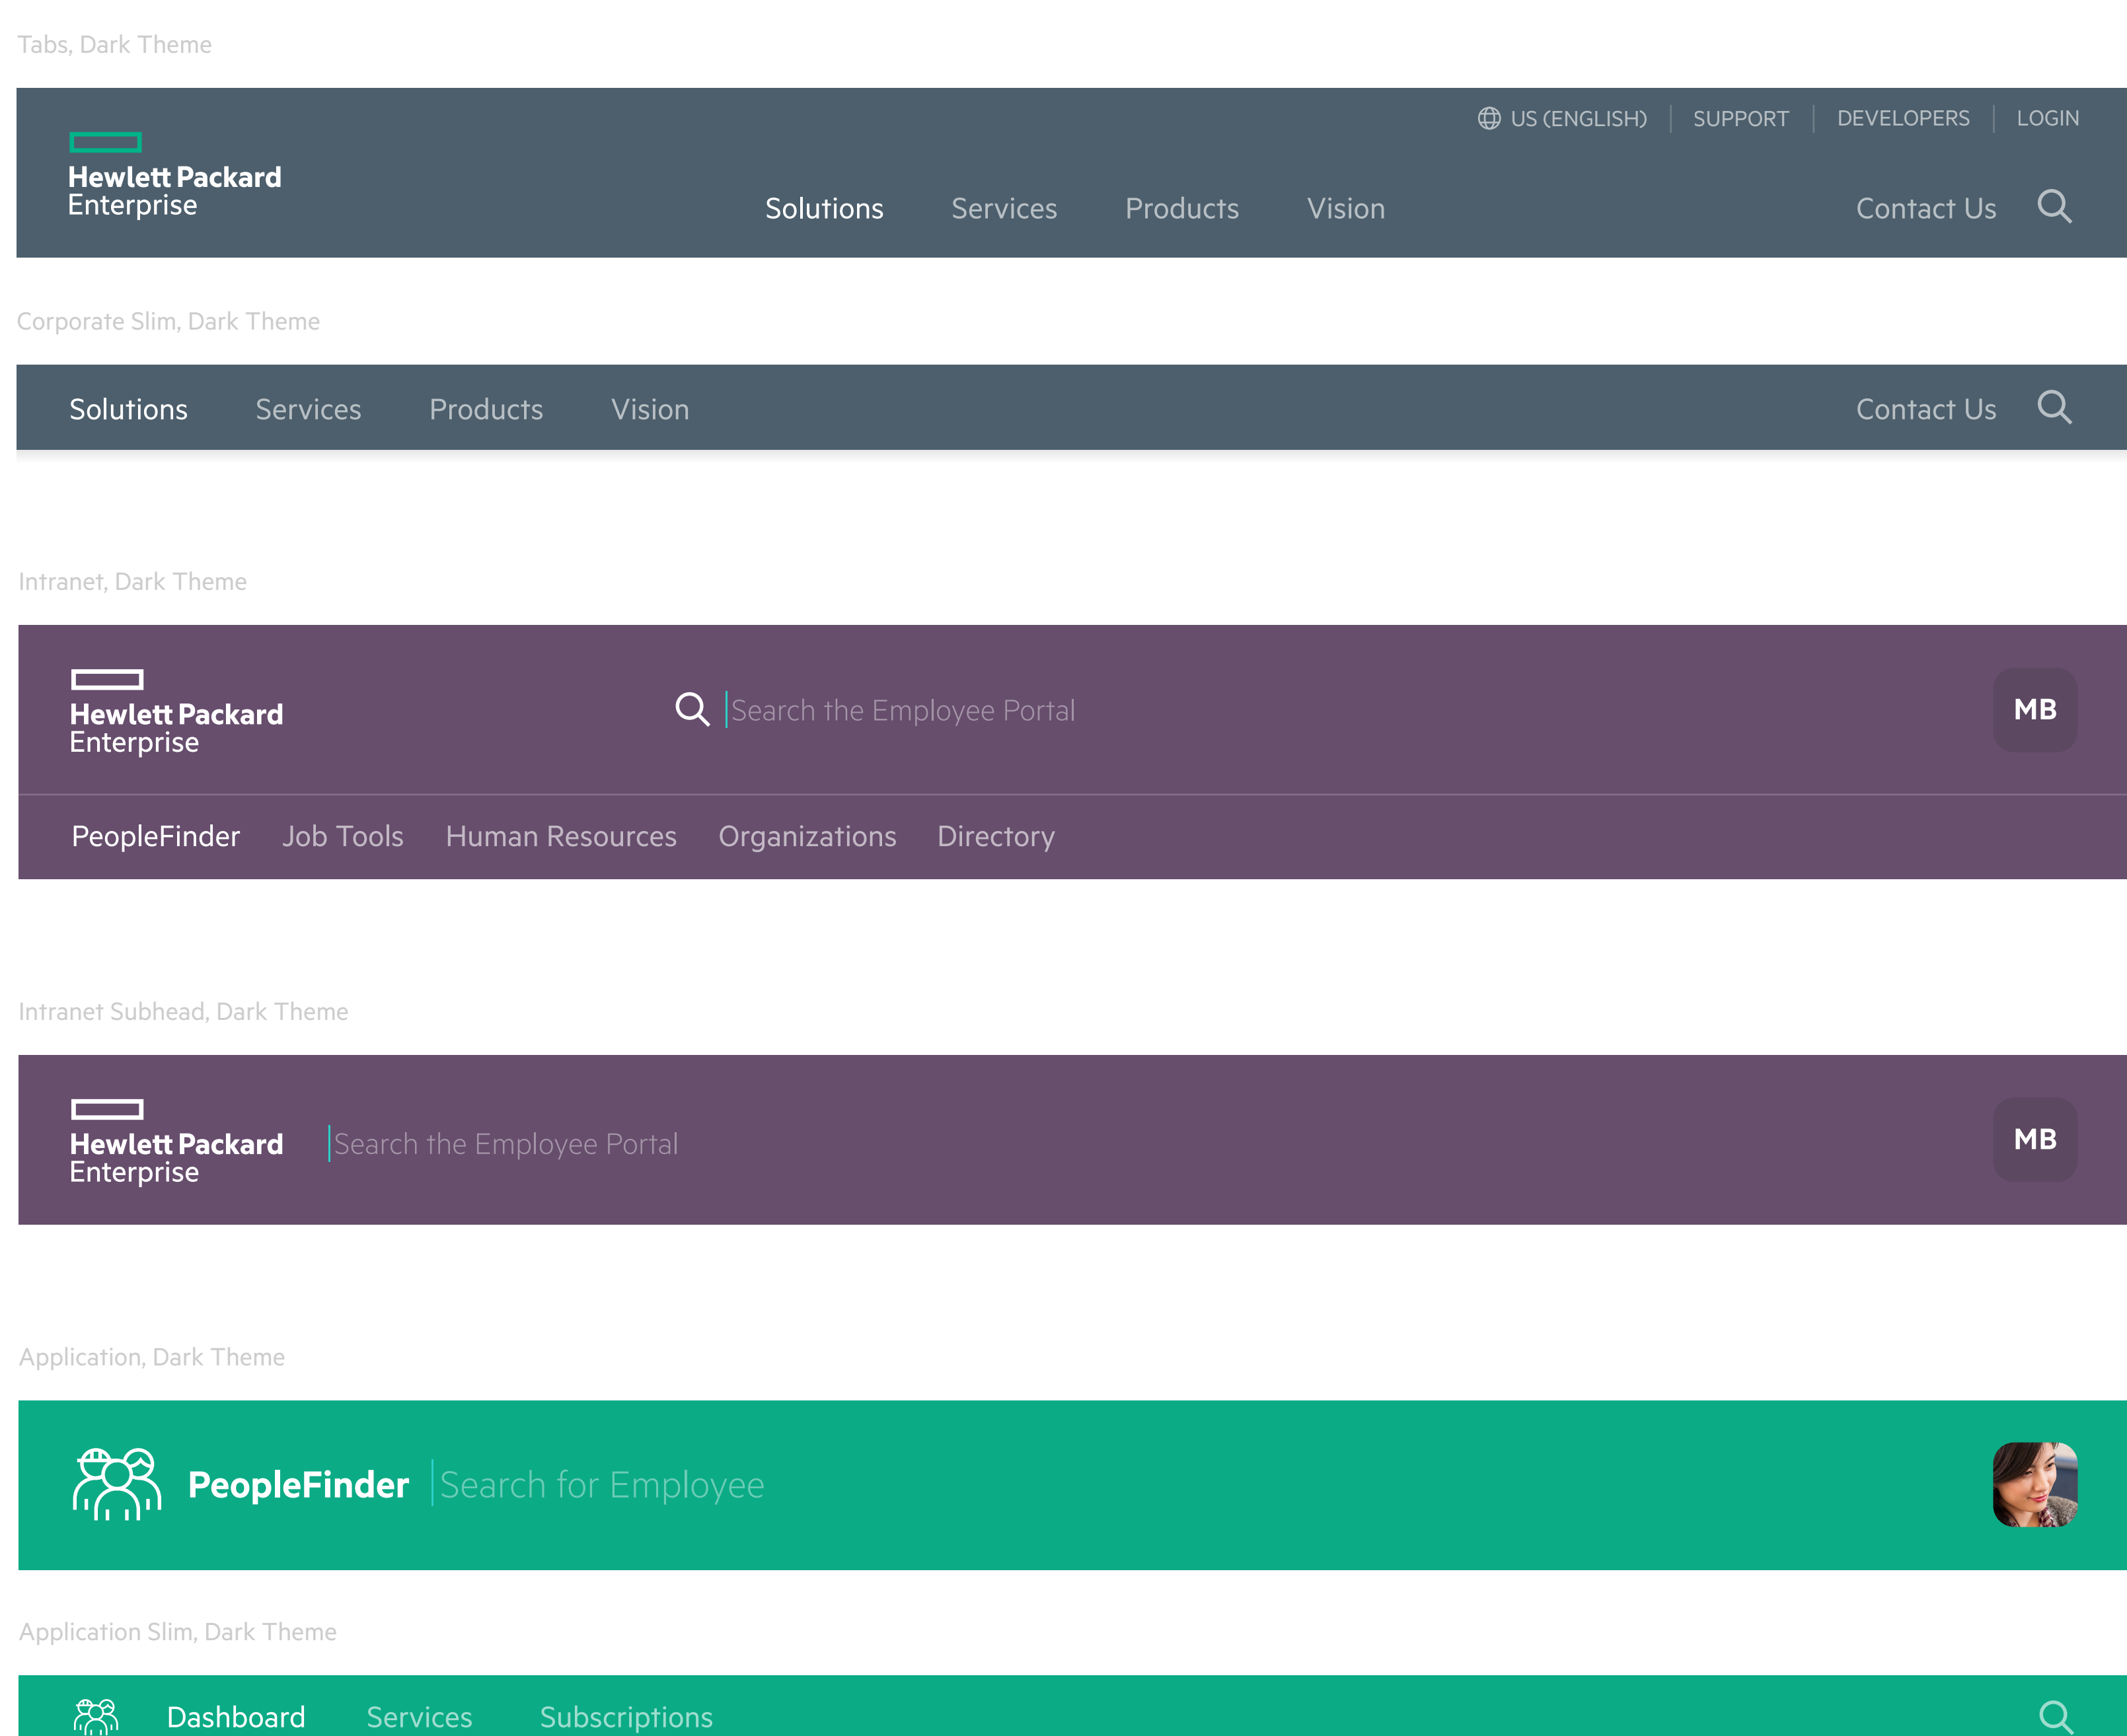 Tabs, Dark Theme
US (ENGLISH) SUPPORT DEVELOPERS LOGIN
Hewlett Packard
Enterprise
Solutions Services Products Vision Contact Us
Corporate Slim, Dark Theme
Solutions Services Products Vision Contact Us
Intranet, Dark Theme
Hewlett Packard
Enterprise
Search the Employee Portal
MB
PeopleFinder Job Tools Human Resources Organizations Directory
Intranet Subhead, Dark Theme
Hewlett Packard
Enterprise
Search the Employee Portal
MB
Application, Dark Theme
PeopleFinder Search for Employee
Application Slim, Dark Theme
Dashboard Services Subscriptions